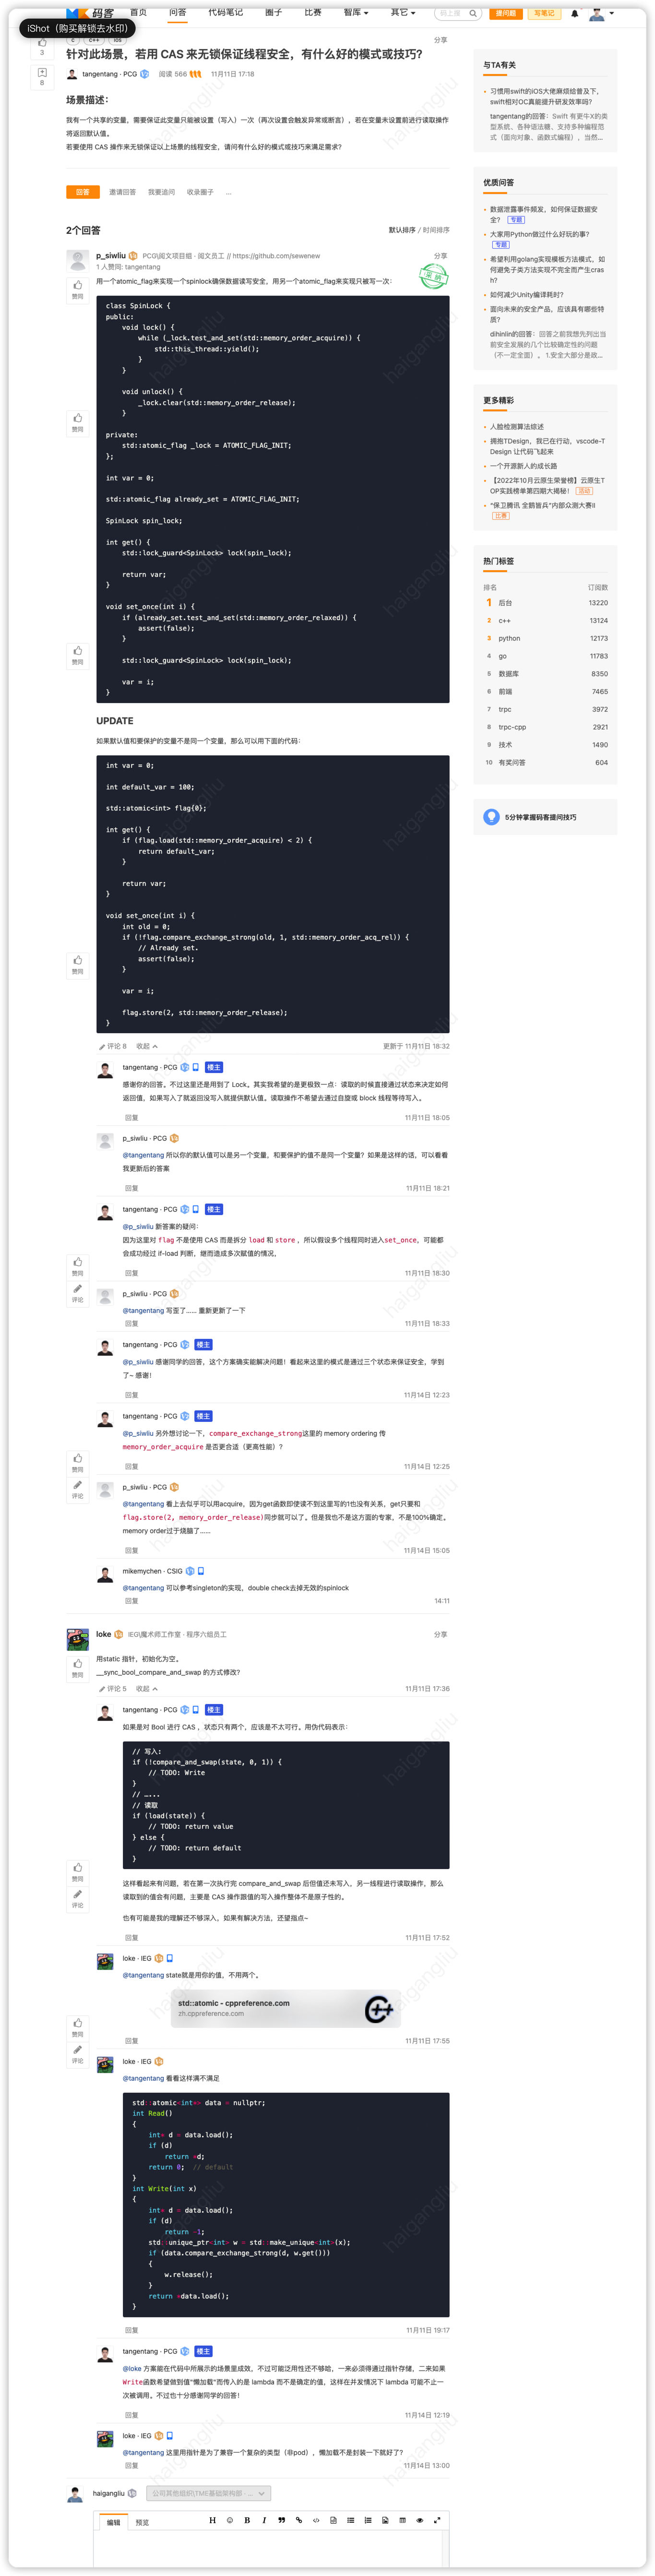 iShot（购买解锁去水印）
码客
首页
问答
代码笔记
圈子
比赛
智库
其它
码上搜
提问题
写笔记
3
8
c
c++
ios
分享
针对此场景，若用 CAS 来无锁保证线程安全，有什么好的模式或技巧?
tangentang · PCG 阅读 566 11月11日 17:18
场景描述：
我有一个共享的变量，需要保证此变量只能被设置（写入）一次（再次设置会触发异常或断言），若在变量未设置前进行读取操作
将返回默认值。
若要使用 CAS 操作来无锁保证以上场景的线程安全，请问有什么好的模式或技巧来满足需求?
回答 邀请回答 我要追问 收录圈子 ...
2个回答 默认排序 / 时间排序
p_siwliu PCG\阅文项目组 · 阅文员工 // https://github.com/sewenew 分享
1 人赞同: tangentang
赞同
用一个atomic_flag来实现一个spinlock确保数据读写安全，用另一个atomic_flag来实现只被写一次：
class SpinLock {
public:
void lock() {
while (_lock.test_and_set(std::memory_order_acquire)) {
std::this_thread::yield();
}
}
void unlock() {
_lock.clear(std::memory_order_release);
}
private:
std::atomic_flag _lock = ATOMIC_FLAG_INIT;
};
int var = 0;
std::atomic_flag already_set = ATOMIC_FLAG_INIT;
SpinLock spin_lock;
int get() {
std::lock_guard<SpinLock> lock(spin_lock);
return var;
}
void set_once(int i) {
if (already_set.test_and_set(std::memory_order_relaxed)) {
assert(false);
}
std::lock_guard<SpinLock> lock(spin_lock);
var = i;
}
赞同
赞同
UPDATE
如果默认值和要保护的变量不是同一个变量，那么可以用下面的代码：
int var = 0;
int default_var = 100;
std::atomic<int> flag{0};
int get() {
if (flag.load(std::memory_order_acquire) < 2) {
return default_var;
}
return var;
}
void set_once(int i) {
int old = 0;
if (!flag.compare_exchange_strong(old, 1, std::memory_order_acq_rel)) {
// Already set.
assert(false);
}
var = i;
flag.store(2, std::memory_order_release);
}
赞同
评论 8 收起 更新于 11月11日 18:32
tangentang · PCG 楼主
感谢你的回答。不过这里还是用到了 Lock。其实我希望的是更极致一点：读取的时候直接通过状态来决定如何
返回值，如果写入了就返回没写入就提供默认值。读取操作不希望去通过自旋或 block 线程等待写入。
回复 11月11日 18:05
p_siwliu · PCG
@tangentang 所以你的默认值可以是另一个变量，和要保护的值不是同一个变量? 如果是这样的话，可以看看
我更新后的答案
回复 11月11日 18:21
tangentang · PCG 楼主
@p_siwliu 新答案的疑问：
因为这里对 flag 不是使用 CAS 而是拆分 load 和 store ，所以假设多个线程同时进入set_once，可能都
会成功经过 if-load 判断，继而造成多次赋值的情况，
回复 11月11日 18:30
赞同
评论
p_siwliu · PCG
@tangentang 写歪了...... 重新更新了一下
回复 11月11日 18:33
tangentang · PCG 楼主
@p_siwliu 感谢同学的回答，这个方案确实能解决问题！看起来这里的模式是通过三个状态来保证安全，学到
了~ 感谢！
回复 11月14日 12:23
tangentang · PCG 楼主
@p_siwliu 另外想讨论一下，compare_exchange_strong这里的 memory ordering 传
memory_order_acquire 是否更合适（更高性能）?
回复 11月14日 12:25
赞同
评论
p_siwliu · PCG
@tangentang 看上去似乎可以用acquire，因为get函数即使读不到这里写的1也没有关系，get只要和
flag.store(2, memory_order_release)同步就可以了。但是我也不是这方面的专家，不是100%确定。
memory order过于烧脑了......
回复 11月14日 15:05
mikemychen · CSIG
@tangentang 可以参考singleton的实现，double check去掉无效的spinlock
回复 14:11
loke IEG\魔术师工作室 · 程序六组员工 分享
赞同
用static 指针，初始化为空。
__sync_bool_compare_and_swap 的方式修改?
评论 5 收起 11月11日 17:36
tangentang · PCG 楼主
如果是对 Bool 进行 CAS ，状态只有两个，应该是不太可行。用伪代码表示：
// 写入:
if (!compare_and_swap(state, 0, 1)) {
// TODO: Write
}
// …...
// 读取
if (load(state)) {
// TODO: return value
} else {
// TODO: return default
}
赞同
评论
这样看起来有问题，若在第一次执行完 compare_and_swap 后但值还未写入，另一线程进行读取操作，那么
读取到的值会有问题，主要是 CAS 操作跟值的写入操作整体不是原子性的。
也有可能是我的理解还不够深入，如果有解决方法，还望指点~
回复 11月11日 17:52
loke · IEG
@tangentang state就是用你的值，不用两个。
std::atomic - cppreference.com
zh.cppreference.com
回复 11月11日 17:55
赞同
评论
loke · IEG
@tangentang 看看这样满不满足
std::atomic<int*> data = nullptr;
int Read()
{
int* d = data.load();
if (d)
return *d;
return 0; // default
}
int Write(int x)
{
int* d = data.load();
if (d)
return -1;
std::unique_ptr<int> w = std::make_unique<int>(x);
if (data.compare_exchange_strong(d, w.get()))
{
w.release();
}
return *data.load();
}
回复 11月11日 19:17
tangentang · PCG 楼主
@loke 方案能在代码中所展示的场景里成效，不过可能泛用性还不够哈，一来必须得通过指针存储，二来如果
Write函数希望做到值"懒加载"而传入的是 lambda 而不是确定的值，这样在并发情况下 lambda 可能不止一
次被调用。不过也十分感谢同学的回答！
回复 11月14日 12:19
loke · IEG
@tangentang 这里用指针是为了兼容一个复杂的类型（非pod），懒加载不是封装一下就好了?
回复 11月14日 13:00
haigangliu 公司其他组织\TME基础架构部 · ...
编辑 预览
与TA有关
习惯用swift的IOS大佬麻烦给普及下，
swift相对OC真能提升研发效率吗?
tangentang的回答：Swift 有更牛X的类
型系统、各种语法糖、支持多种编程范
式（面向对象、函数式编程），当然...
优质问答
数据泄露事件频发，如何保证数据安
全? 专题
大家用Python做过什么好玩的事?
专题
希望利用golang实现模板方法模式，如
何避免子类方法实现不完全而产生cras
h?
如何减少Unity编译耗时?
面向未来的安全产品，应该具有哪些特
质?
dihinlin的回答：回答之前我想先列出当
前安全发展的几个比较确定性的问题
（不一定全面）。 1.安全大部分是政...
更多精彩
人脸检测算法综述
拥抱TDesign，我已在行动，vscode-T
Design 让代码飞起来
一个开源新人的成长路
【2022年10月云原生荣誉榜】云原生T
OP实践榜单第四期大揭秘！ 活动
"保卫腾讯 全鹅皆兵"内部众测大赛II
比赛
热门标签
排名 订阅数
1 后台 13220
2 c++ 13124
3 python 12173
4 go 11783
5 数据库 8350
6 前端 7465
7 trpc 3972
8 trpc-cpp 2921
9 技术 1490
10 有奖问答 604
5分钟掌握码客提问技巧
haigangliu